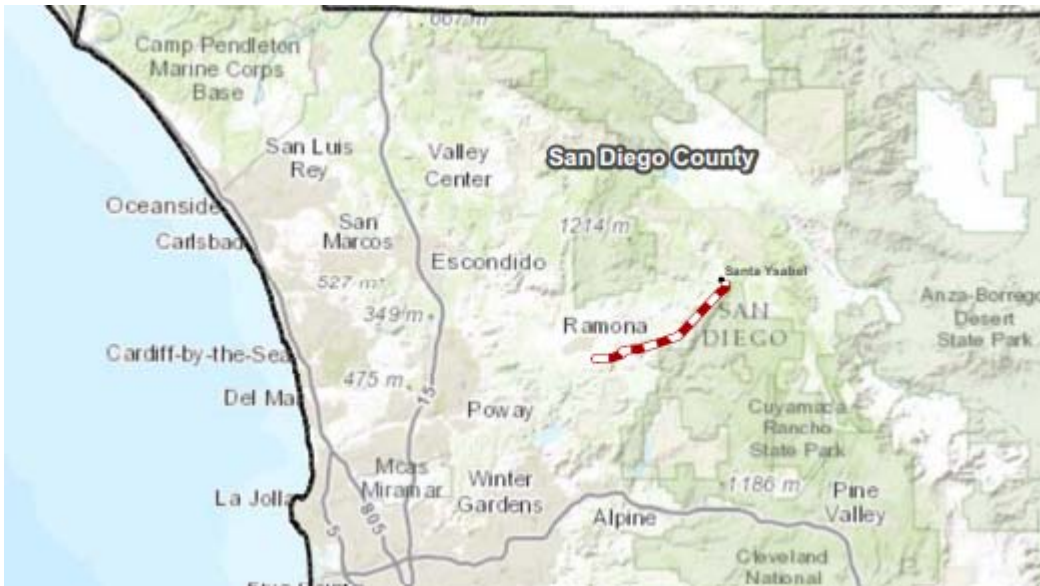 667 m
Camp Pendleton
Marine Corps
Base
San Luis
Rey
Valley
Center
San Diego County
Oceanside
San
Marcos
1214 m
Carlsbad
Escondido
Santa Ysabel
527 m
349 m
Ramona
SAN
DIEGO
Anza-Borrego
Desert
State Park
Cardiff-by-the-Sea
475 m
15
Del Mar
Poway
Cuyamaca
Rancho
State Park
Mcas
Miramar
Winter
Gardens
1186 m
Pine
Valley
La Jolla
5
805
Alpine
Cleveland
National